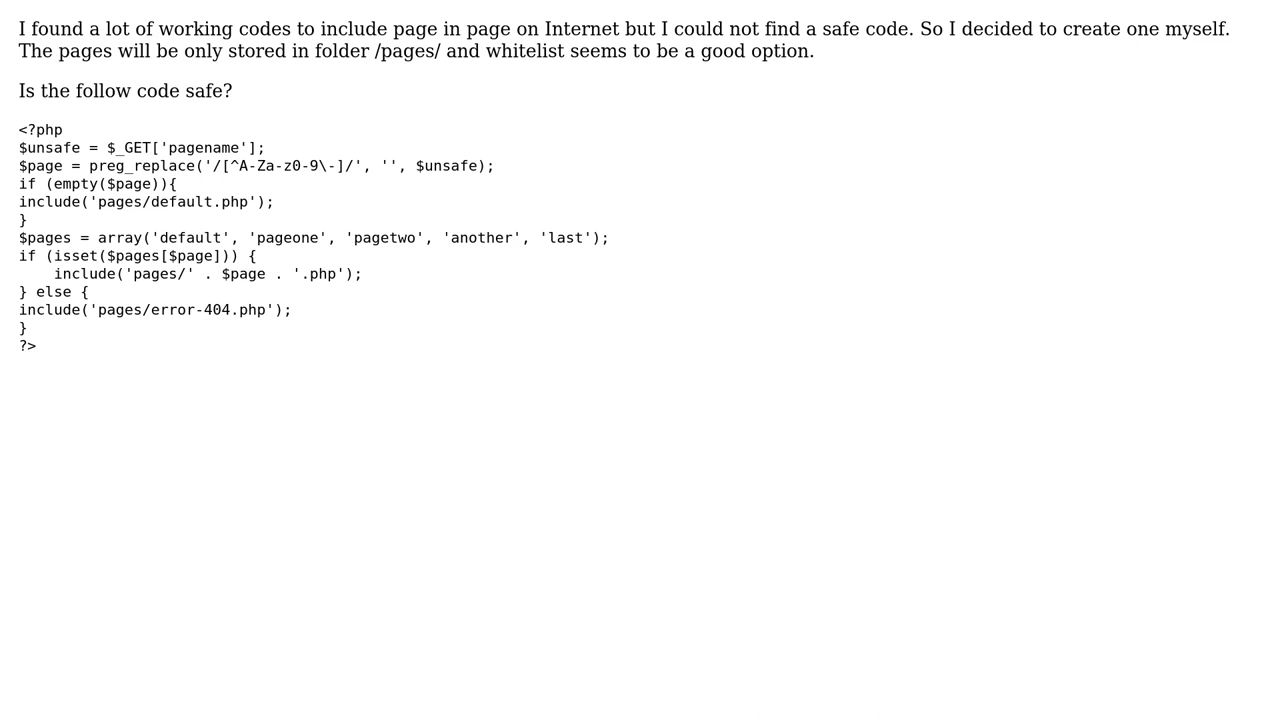 I found a lot of working codes to include page in page on Internet but I could not find a safe code. So I decided to create one myself.
The pages will be only stored in folder /pages/ and whitelist seems to be a good option.
Is the follow code safe?
<?php
$unsafe = $_GET['pagename'];
$page = preg_replace('/[^A-Za-z0-9\-]/', '', $unsafe);
if (empty($page)){
include('pages/default.php');
}
$pages = array('default', 'pageone', 'pagetwo', 'another', 'last');
if (isset($pages[$page])) {
    include('pages/' . $page . '.php');
} else {
include('pages/error-404.php');
}
?>